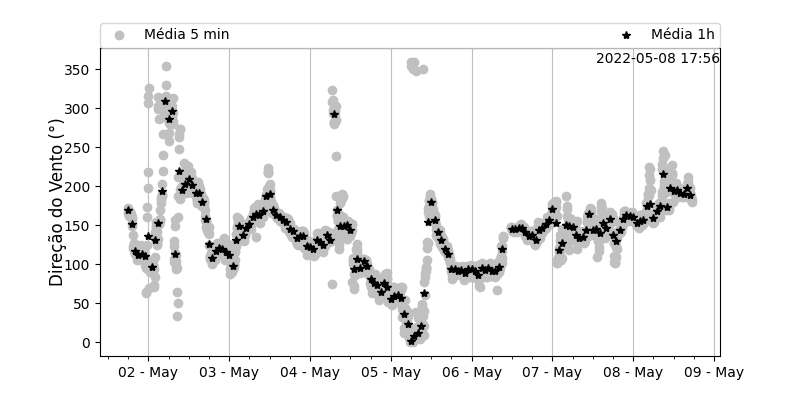 Média 5 min
Média 1h
2022-05-08 17:56
Direção do Vento (°)
350
300
250
200
150
100
50
0
02 - May
03 - May
04 - May
05 - May
06 - May
07 - May
08 - May
09 - May